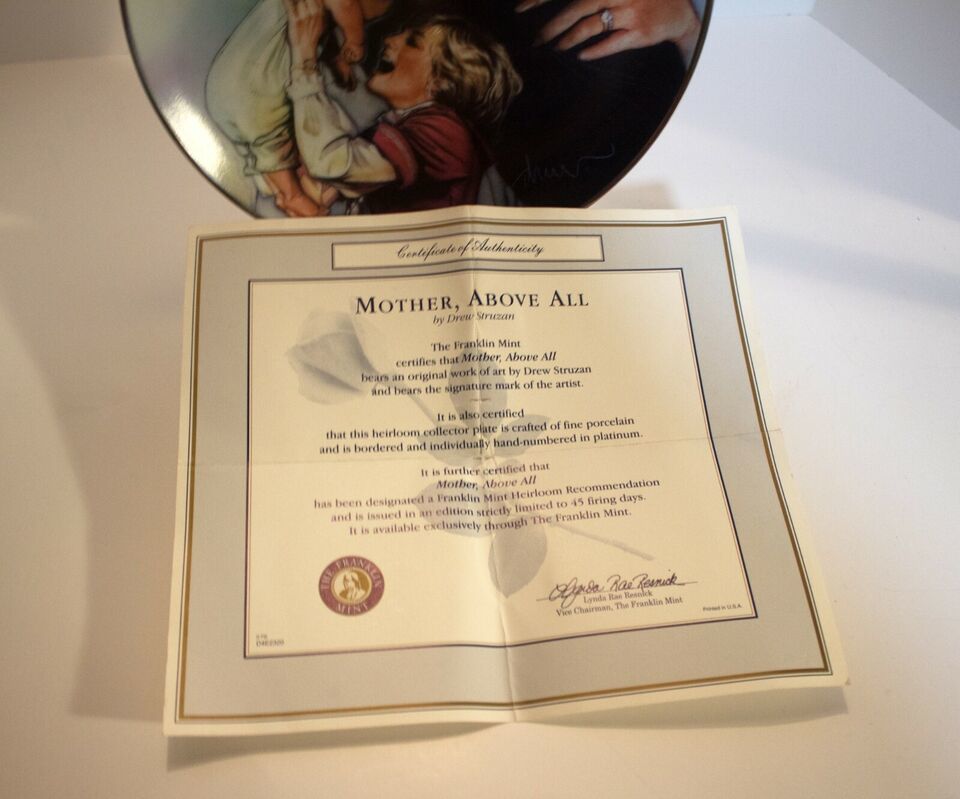 Certificate of Authenticity
MOTHER, ABOVE ALL
by Drew Struzan
The Franklin Mint
certifies that Mother, Above All
bears an original work of art by Drew Struzan
and bears the signature mark of the artist.
It is also certified
that this heirloom collector plate is crafted of fine porcelain
and is bordered and individually hand-numbered in platinum.
It is further certified that
Mother, Above All
has been designated a Franklin Mint Heirloom Recommendation
and is issued in an edition strictly limited to 45 firing days.
It is available exclusively through The Franklin Mint.
THE FRANKLIN
MINT
Lynda Rae Resnick
Lynda Rae Resnick
Vice Chairman, The Franklin Mint
Printed in U.S.A.